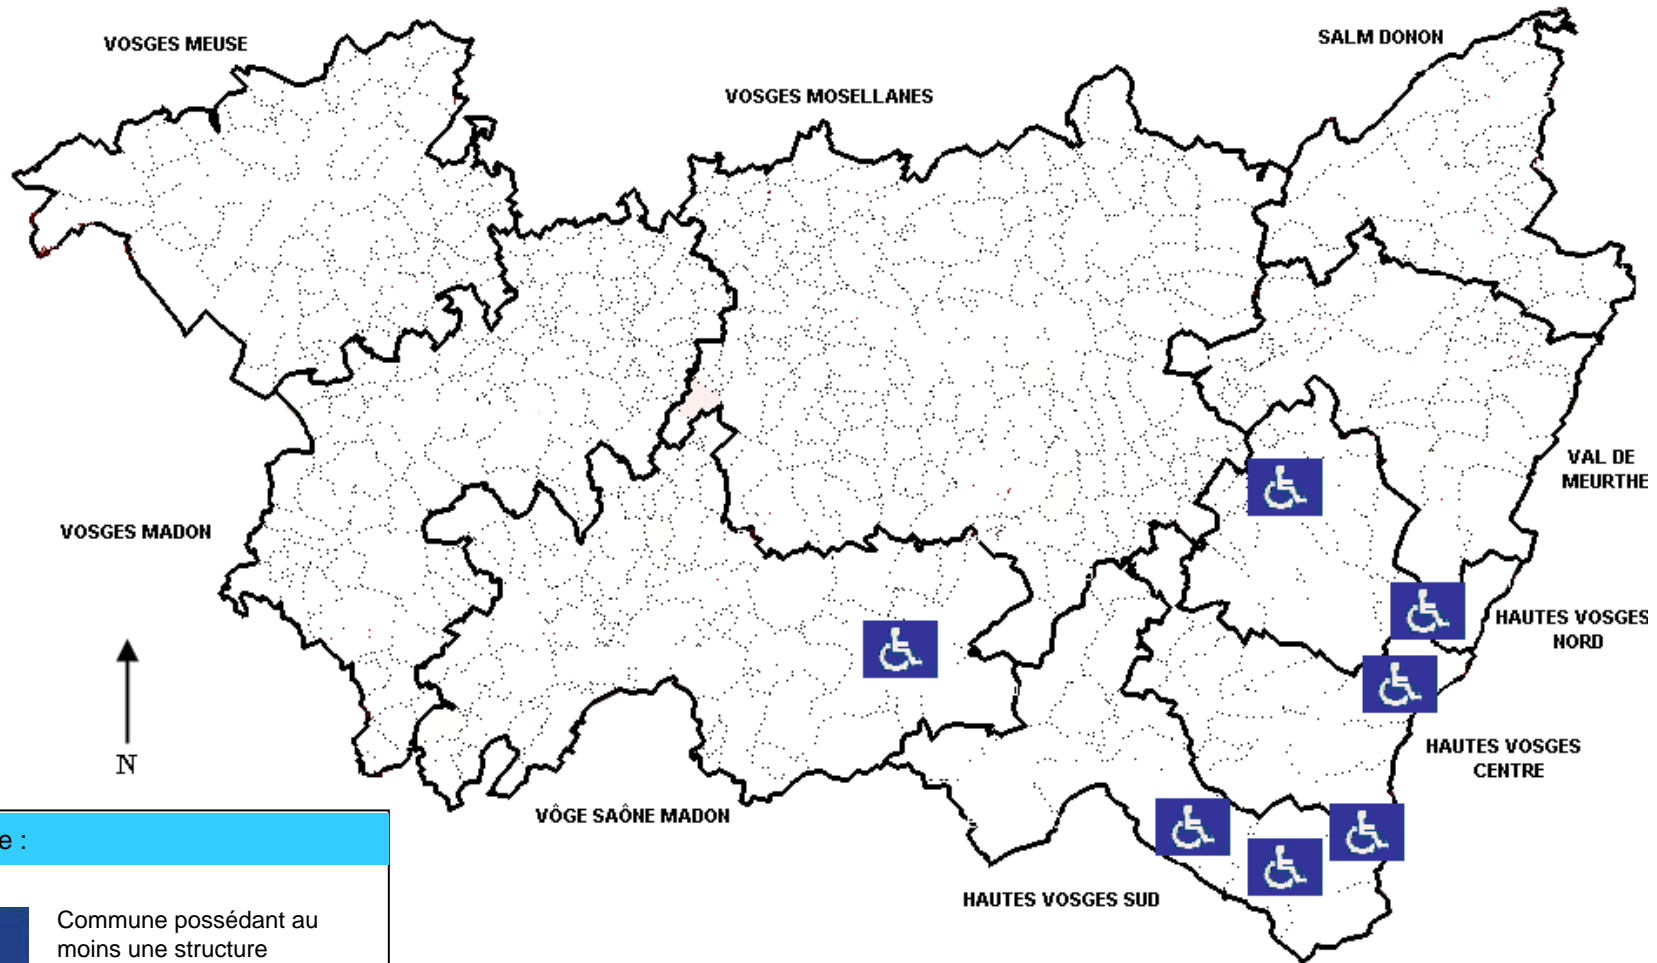 VOSGES MEUSE
SALM DONON
VOSGES MOSELLANES
VAL DE
MEURTHE
VOSGES MADON
HAUTES VOSGES
NORD
N
HAUTES VOSGES
CENTRE
VÔGE SAÔNE MADON
e :
HAUTES VOSGES SUD
Commune possédant au
moins une structure